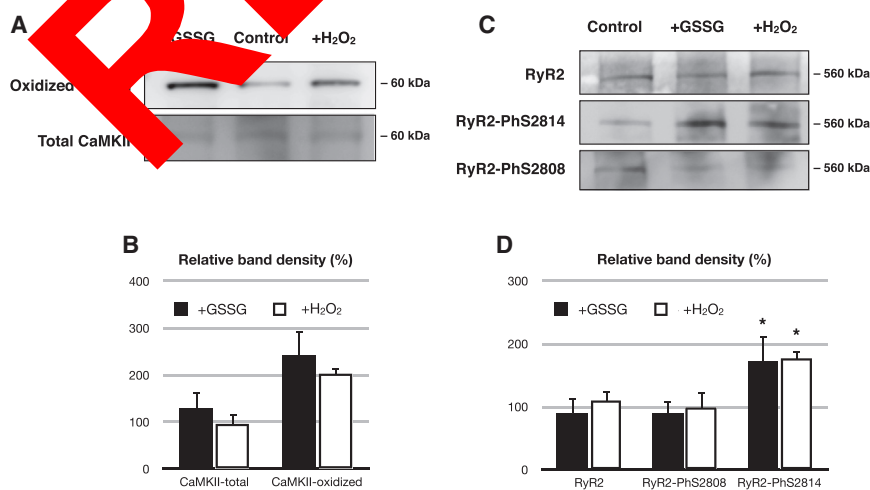 A
GSSG Control +H₂O₂
Oxidized – 60 kDa
Total CaMKII – 60 kDa
C
Control +GSSG +H₂O₂
RyR2 – 560 kDa
RyR2-PhS2814 – 560 kDa
RyR2-PhS2808 – 560 kDa
B
Relative band density (%)
400
+GSSG +H₂O₂
300
200
100
0
CaMKII-total CaMKII-oxidized
D
Relative band density (%)
300
+GSSG +H₂O₂
* *
200
100
0
RyR2 RyR2-PhS2808 RyR2-PhS2814